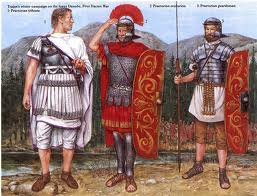 Trajan's winter campaign on the lower Danube, First Dacian War
1: Praetorian tribune
2: Praetorian centurion
3: Praetorian guardsman